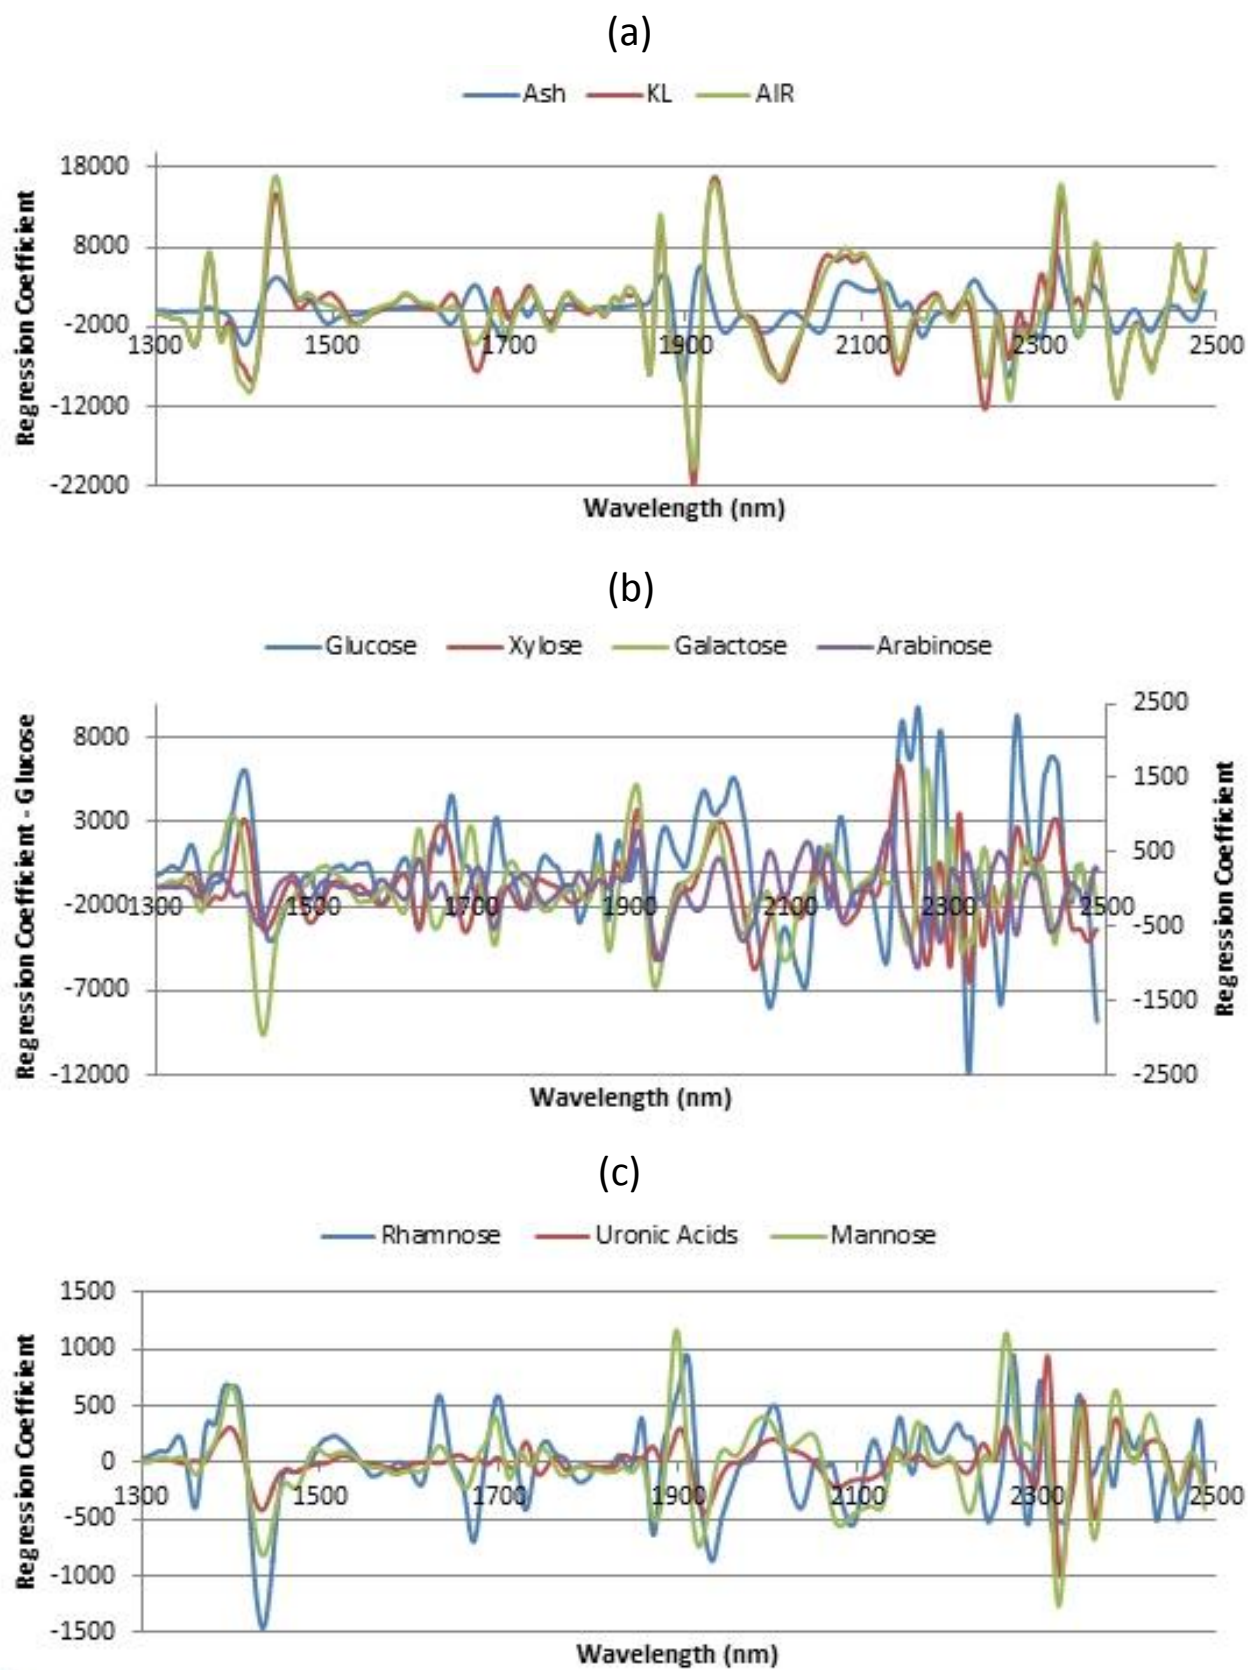 (a)
Ash KL AIR
18000
8000
-2000
-12000
-22000
1300 1500 1700 1900 2100 2300 2500
Regression Coefficient
Wavelength (nm)
(b)
Glucose Xylose Galactose Arabinose
8000
3000
-2000
-7000
-12000
1300 1500 1700 1900 2100 2300 2500
2500
1500
500
-500
-1500
-2500
Regression Coefficient - Glucose
Regression Coefficient
Wavelength (nm)
(c)
Rhamnose Uronic Acids Mannose
1500
1000
500
0
-500
-1000
-1500
1300 1500 1700 1900 2100 2300 2500
Regression Coefficient
Wavelength (nm)